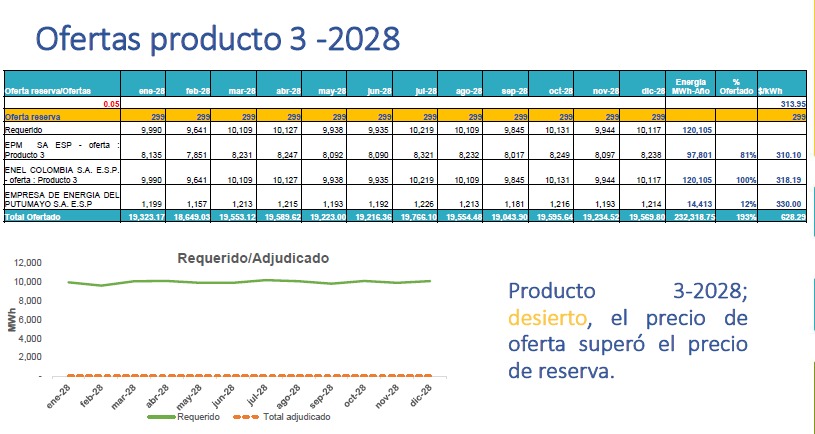 Ofertas producto 3 -2028
Oferta reserva/Ofertas ene-28 feb-28 mar-28 abr-28 may-28 jun-28 jul-28 ago-28 sep-28 oct-28 nov-28 dic-28 Energía MWh-Año % Ofertado $/kWh
0.05 313.95
Oferta reserva 299 299 299 299 299 299 299 299 299 299 299 299 299
Requerido 9,990 9,641 10,109 10,127 9,938 9,935 10,219 10,109 9,845 10,131 9,944 10,117 120,105
EPM SA ESP - oferta :
Producto 3 8,135 7,851 8,231 8,247 8,092 8,090 8,321 8,232 8,017 8,249 8,097 8,238 97,801 81% 310.10
ENEL COLOMBIA S.A. E.S.P.
- oferta : Producto 3 9,990 9,641 10,109 10,127 9,938 9,935 10,219 10,109 9,845 10,131 9,944 10,117 120,105 100% 318.19
EMPRESA DE ENERGIA DEL
PUTUMAYO S.A. E.S.P 1,199 1,157 1,213 1,215 1,193 1,192 1,226 1,213 1,181 1,216 1,193 1,214 14,413 12% 330.00
Total Ofertado 19,323.17 18,649.03 19,553.12 19,589.62 19,223.00 19,216.36 19,766.10 19,554.48 19,043.90 19,595.64 19,234.52 19,569.80 232,318.75 193% 628.29
Requerido/Adjudicado
12,000
10,000
8,000
6,000
4,000
2,000
-
MWh
ene-28 feb-28 mar-28 abr-28 may-28 jun-28 jul-28 ago-28 sep-28 oct-28 nov-28 dic-28
Requerido Total adjudicado
Producto 3-2028;
desierto, el precio de
oferta superó el precio
de reserva.